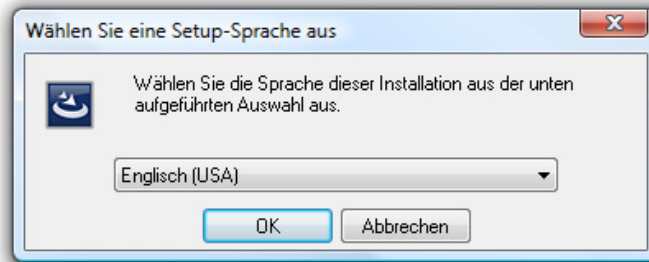 Wählen Sie eine Setup-Sprache aus
Wählen Sie die Sprache dieser Installation aus der unten
aufgeführten Auswahl aus.
Englisch (USA)
OK
Abbrechen